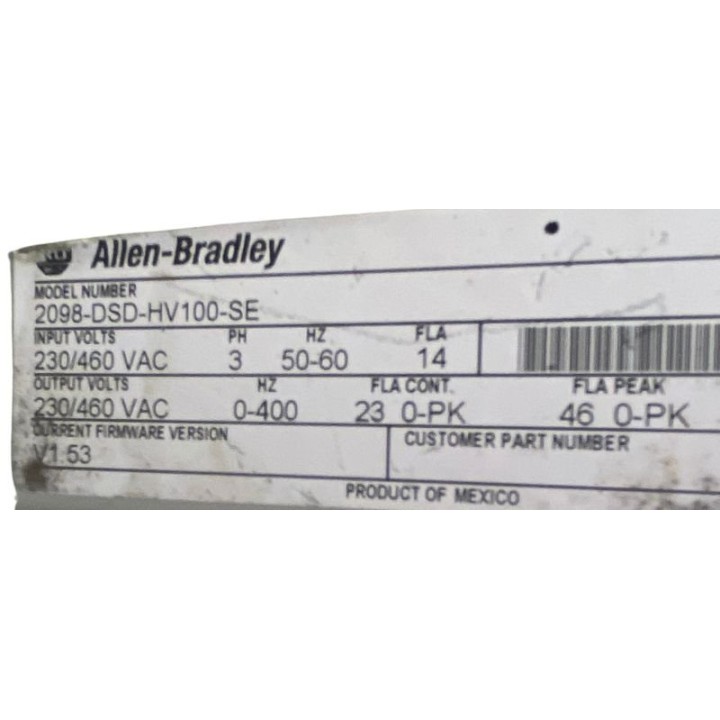 Allen-Bradley
MODEL NUMBER
2098-DSD-HV100-SE
INPUT VOLTS PH HZ FLA
230/460 VAC 3 50-60 14
OUTPUT VOLTS HZ FLA CONT. FLA PEAK
230/460 VAC 0-400 23 0-PK 46 0-PK
CURRENT FIRMWARE VERSION CUSTOMER PART NUMBER
V1.53
PRODUCT OF MEXICO